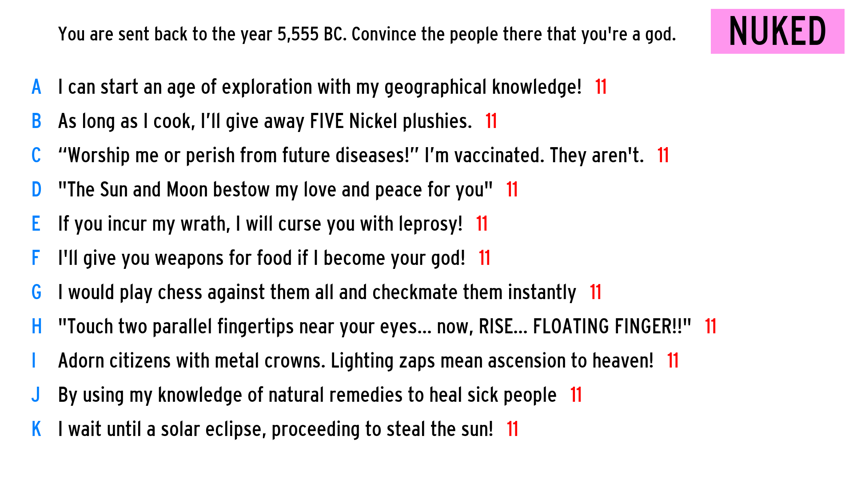 You are sent back to the year 5,555 BC. Convince the people there that you're a god.
NUKED
A I can start an age of exploration with my geographical knowledge! 11
B As long as I cook, I’ll give away FIVE Nickel plushies. 11
C “Worship me or perish from future diseases!” I’m vaccinated. They aren't. 11
D "The Sun and Moon bestow my love and peace for you" 11
E If you incur my wrath, I will curse you with leprosy! 11
F I'll give you weapons for food if I become your god! 11
G I would play chess against them all and checkmate them instantly 11
H "Touch two parallel fingertips near your eyes... now, RISE... FLOATING FINGER!!" 11
I Adorn citizens with metal crowns. Lighting zaps mean ascension to heaven! 11
J By using my knowledge of natural remedies to heal sick people 11
K I wait until a solar eclipse, proceeding to steal the sun! 11